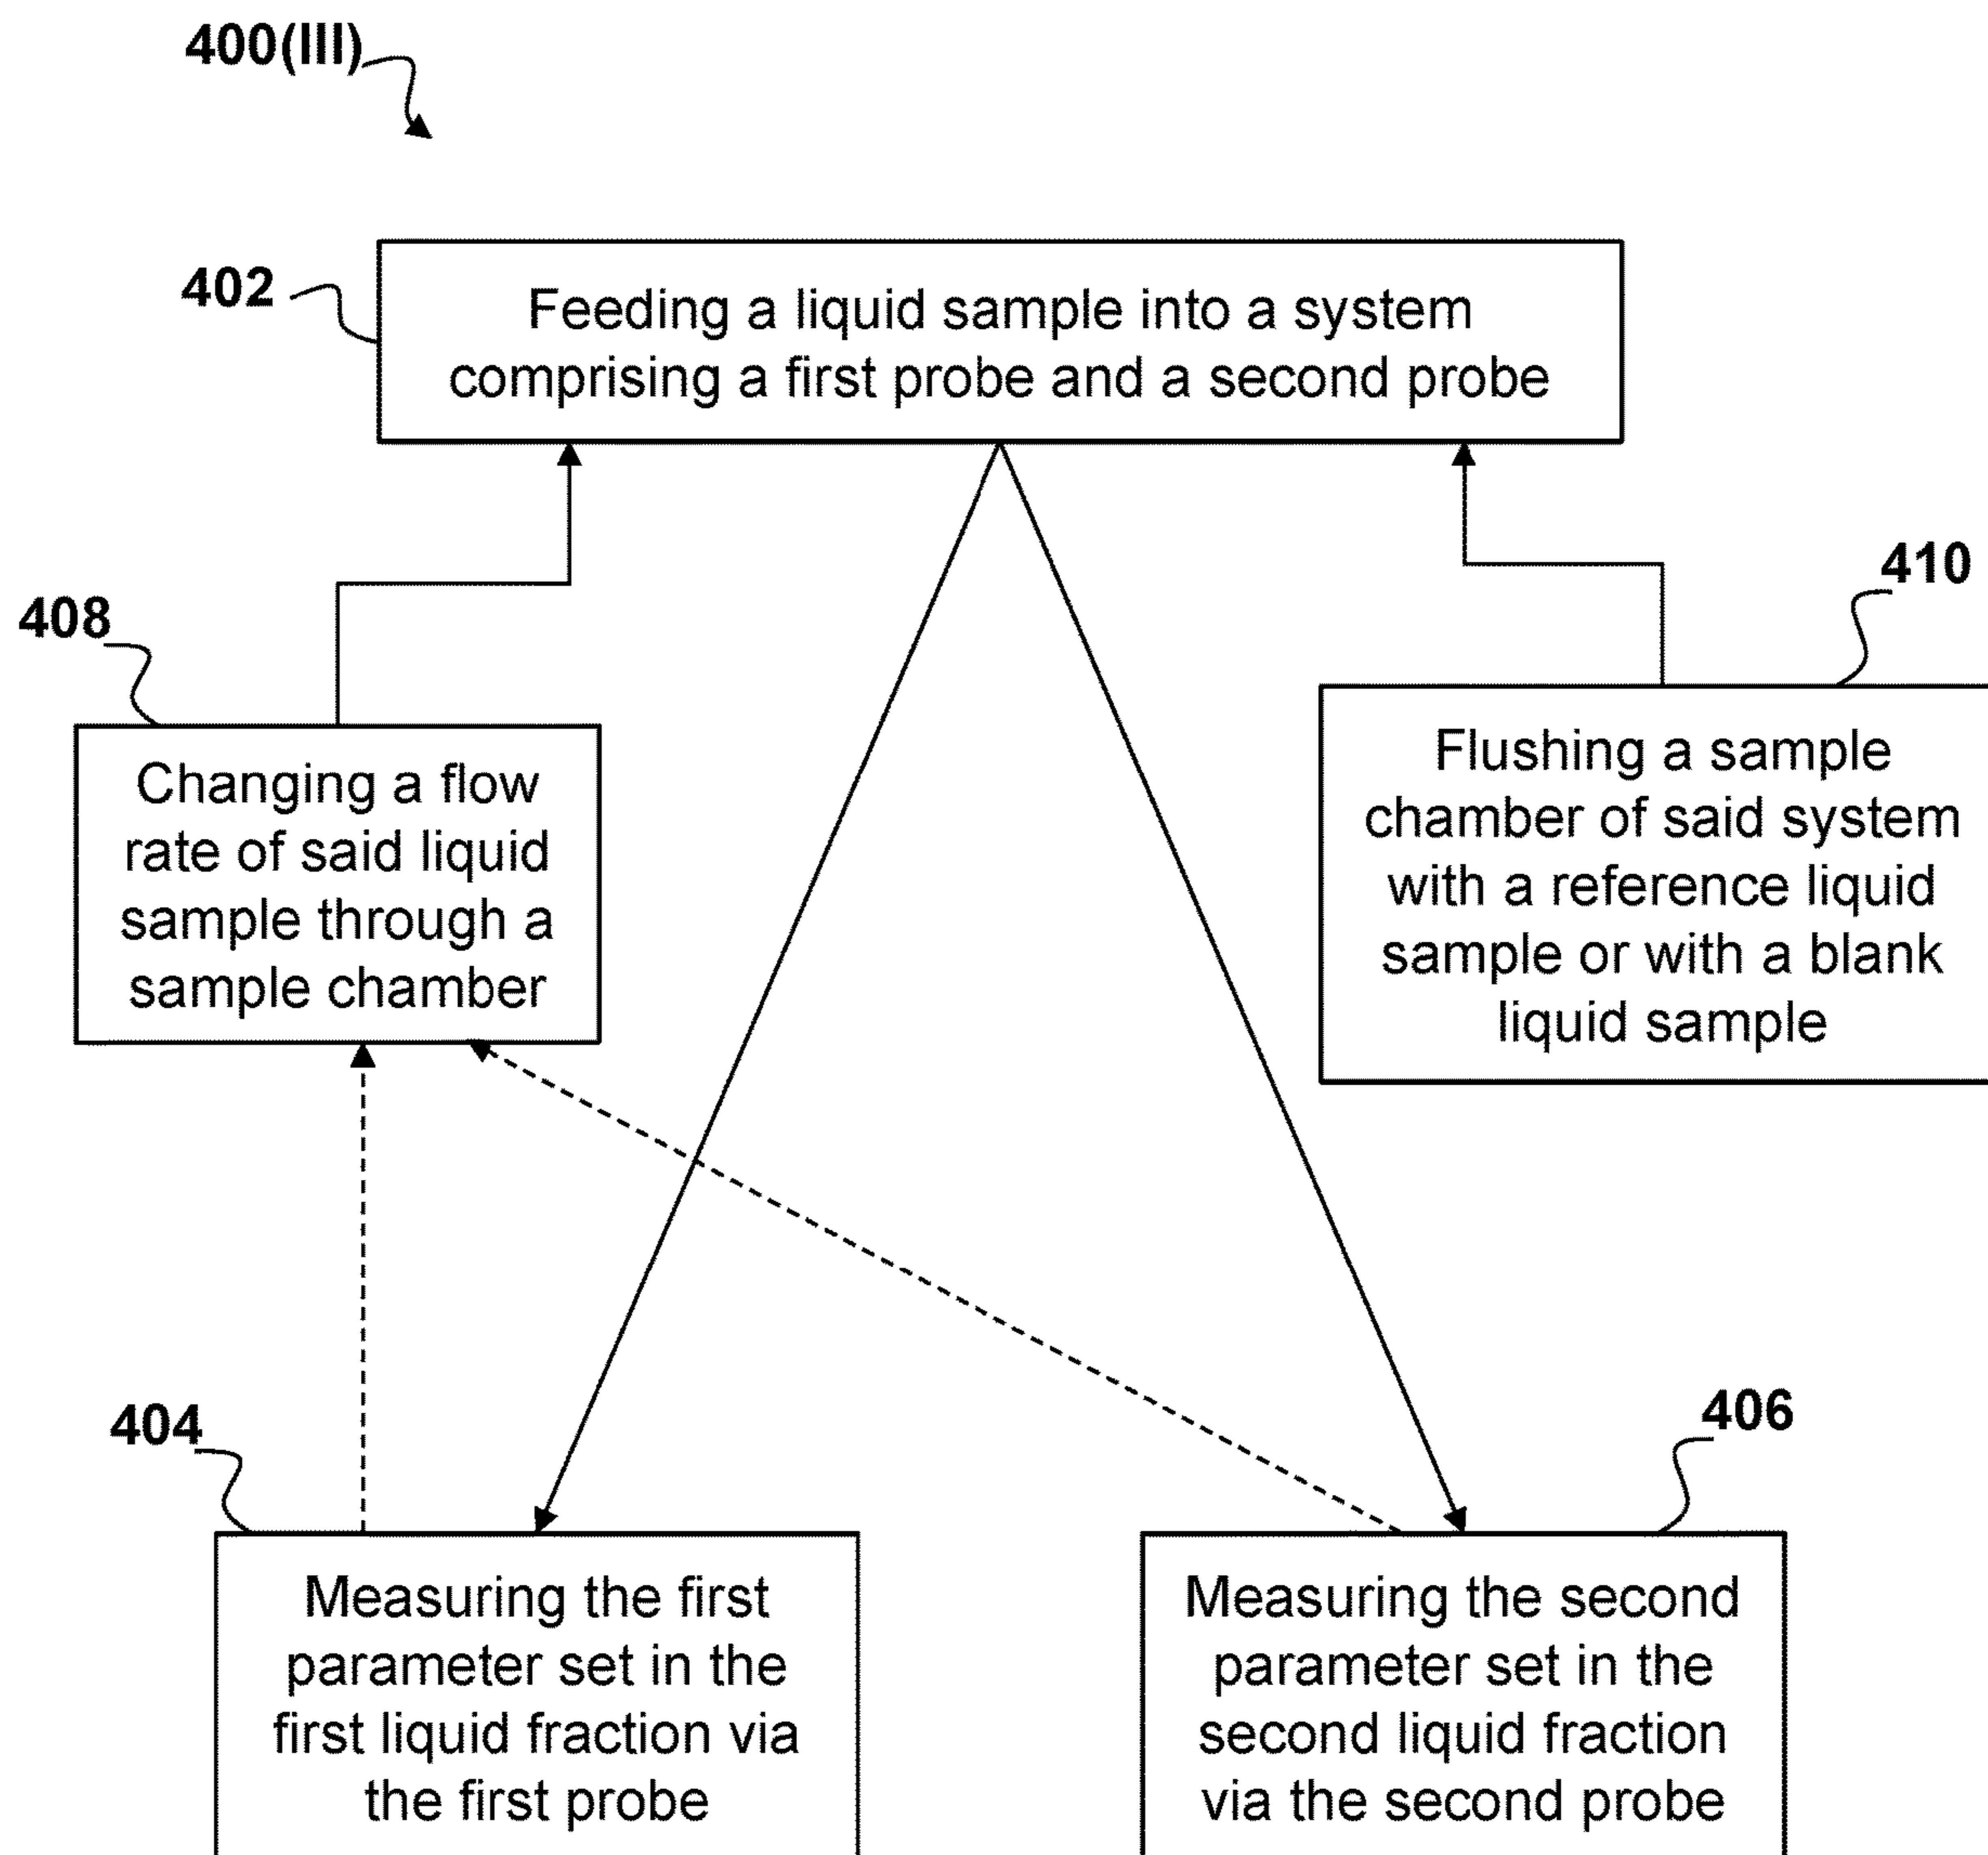 400(III)
402
Feeding a liquid sample into a system
comprising a first probe and a second probe
408
Changing a flow
rate of said liquid
sample through a
sample chamber
410
Flushing a sample
chamber of said system
with a reference liquid
sample or with a blank
liquid sample
404
Measuring the first
parameter set in the
first liquid fraction via
the first probe
406
Measuring the second
parameter set in the
second liquid fraction
via the second probe